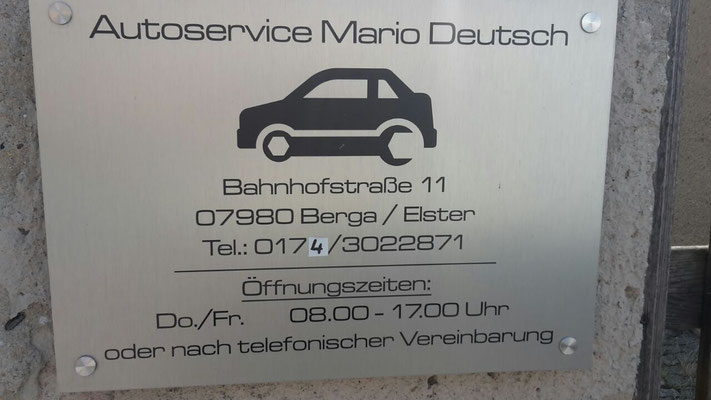 Autoservice Mario Deutsch
Bahnhofstraße 11
07980 Berga / Elster
Tel.: 0174/3022871
Öffnungszeiten:
Do./Fr. 08.00 - 17.00 Uhr
oder nach telefonischer Vereinbarung